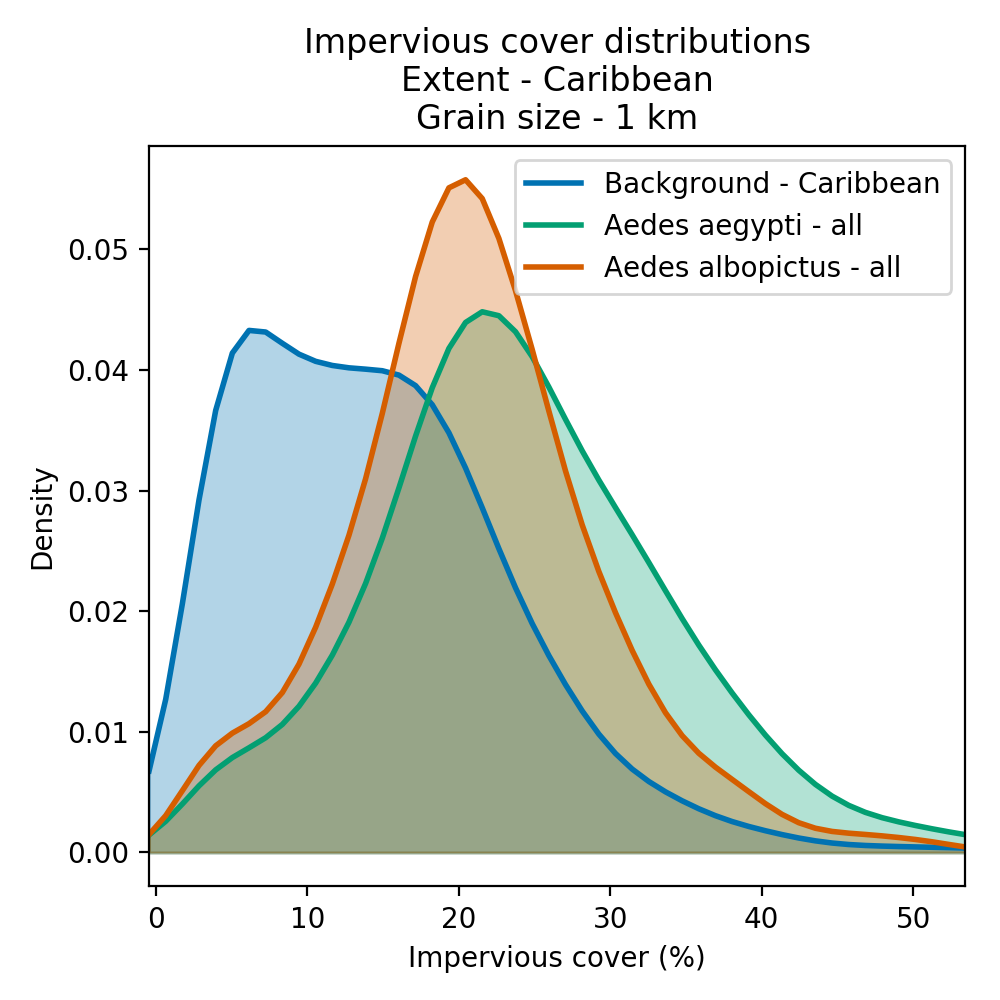 Impervious cover distributions
Extent - Caribbean
Grain size - 1 km
Background - Caribbean
Aedes aegypti - all
Aedes albopictus - all
Density
0.05
0.04
0.03
0.02
0.01
0.00
0 10 20 30 40 50
Impervious cover (%)